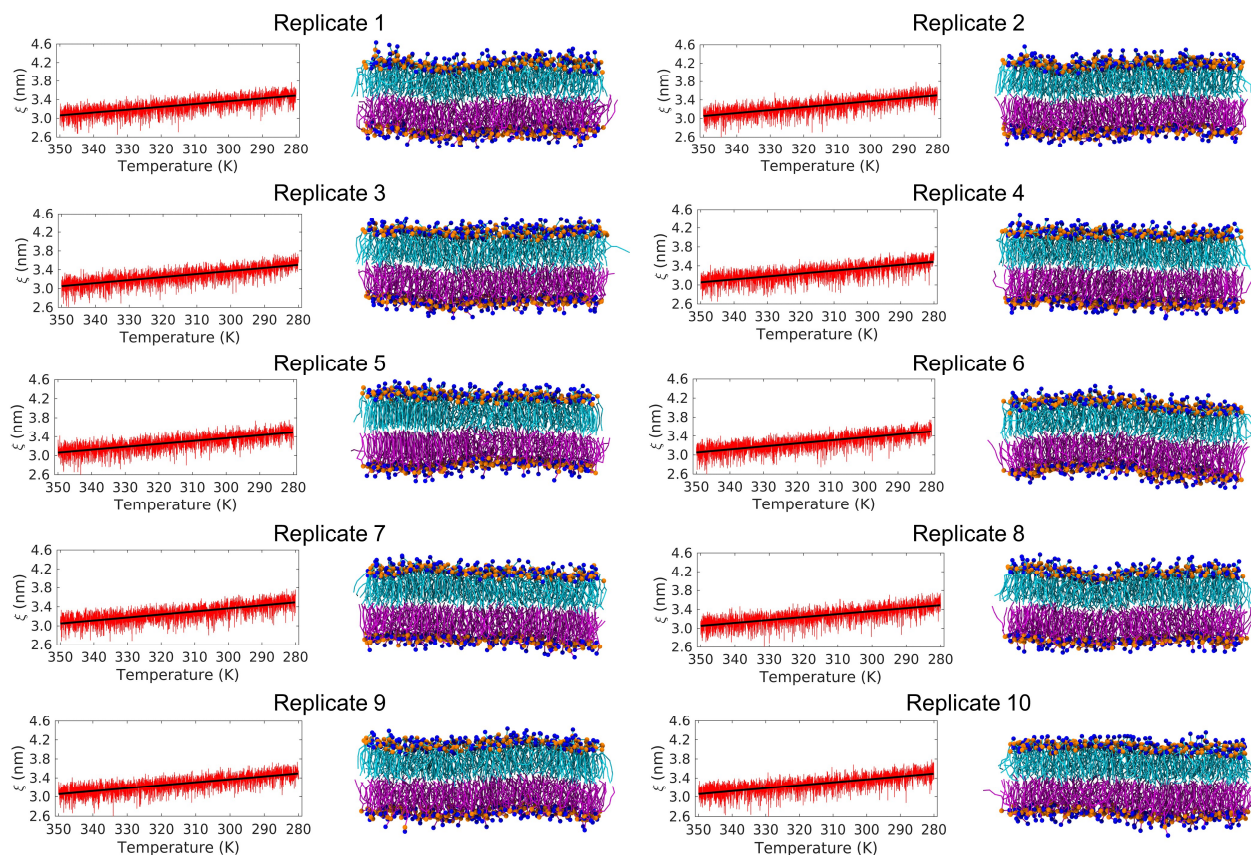 Replicate 1
4.6
4.2
3.8
3.4
3.0
2.6
ξ (nm)
350 340 330 320 310 300 290 280
Temperature (K)
Replicate 2
4.6
4.2
3.8
3.4
3.0
2.6
ξ (nm)
350 340 330 320 310 300 290 280
Temperature (K)
Replicate 3
4.6
4.2
3.8
3.4
3.0
2.6
ξ (nm)
350 340 330 320 310 300 290 280
Temperature (K)
Replicate 4
4.6
4.2
3.8
3.4
3.0
2.6
ξ (nm)
350 340 330 320 310 300 290 280
Temperature (K)
Replicate 5
4.6
4.2
3.8
3.4
3.0
2.6
ξ (nm)
350 340 330 320 310 300 290 280
Temperature (K)
Replicate 6
4.6
4.2
3.8
3.4
3.0
2.6
ξ (nm)
350 340 330 320 310 300 290 280
Temperature (K)
Replicate 7
4.6
4.2
3.8
3.4
3.0
2.6
ξ (nm)
350 340 330 320 310 300 290 280
Temperature (K)
Replicate 8
4.6
4.2
3.8
3.4
3.0
2.6
ξ (nm)
350 340 330 320 310 300 290 280
Temperature (K)
Replicate 9
4.6
4.2
3.8
3.4
3.0
2.6
ξ (nm)
350 340 330 320 310 300 290 280
Temperature (K)
Replicate 10
4.6
4.2
3.8
3.4
3.0
2.6
ξ (nm)
350 340 330 320 310 300 290 280
Temperature (K)